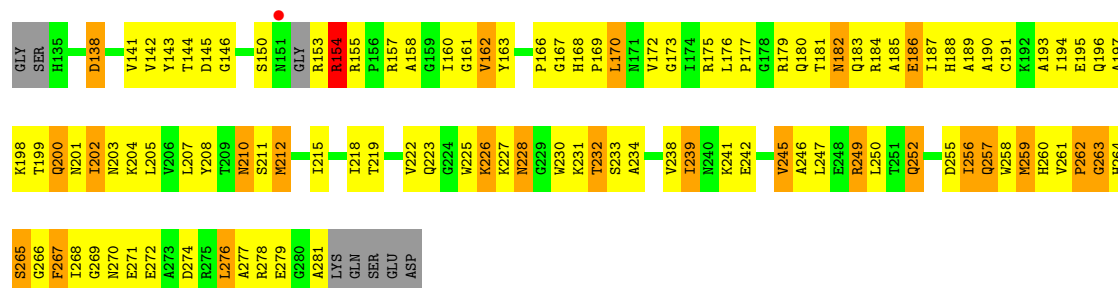 GLY SER H135 D138 V141 V142 Y143 T144 D145 G146 S150 N151 GLY R153 R154 R155 P156 R157 A158 G159 I160 G161 V162 Y163 P166 G167 H168 P169 L170 N171 V172 G173 I174 R175 L176 P177 G178 R179 Q180 T181 N182 Q183 R184 A185 E186 I187 H188 A189 A190 C191 K192 A193 I194 E195 Q196 A197
K198 T199 Q200 N201 I202 N203 K204 L205 V206 L207 Y208 T209 N210 S211 M212 I215 I218 T219 V222 Q223 G224 W225 K226 K227 N228 G229 W230 K231 T232 S233 A234 V238 I239 N240 K241 E242 V245 A246 L247 E248 R249 L250 T251 Q252 D255 I256 Q257 W258 M259 H260 V261 P262 G263 H264
S265 G266 F267 I268 G269 N270 E271 E272 A273 D274 R275 L276 A277 R278 E279 G280 A281 LYS GLN SER GLU ASP